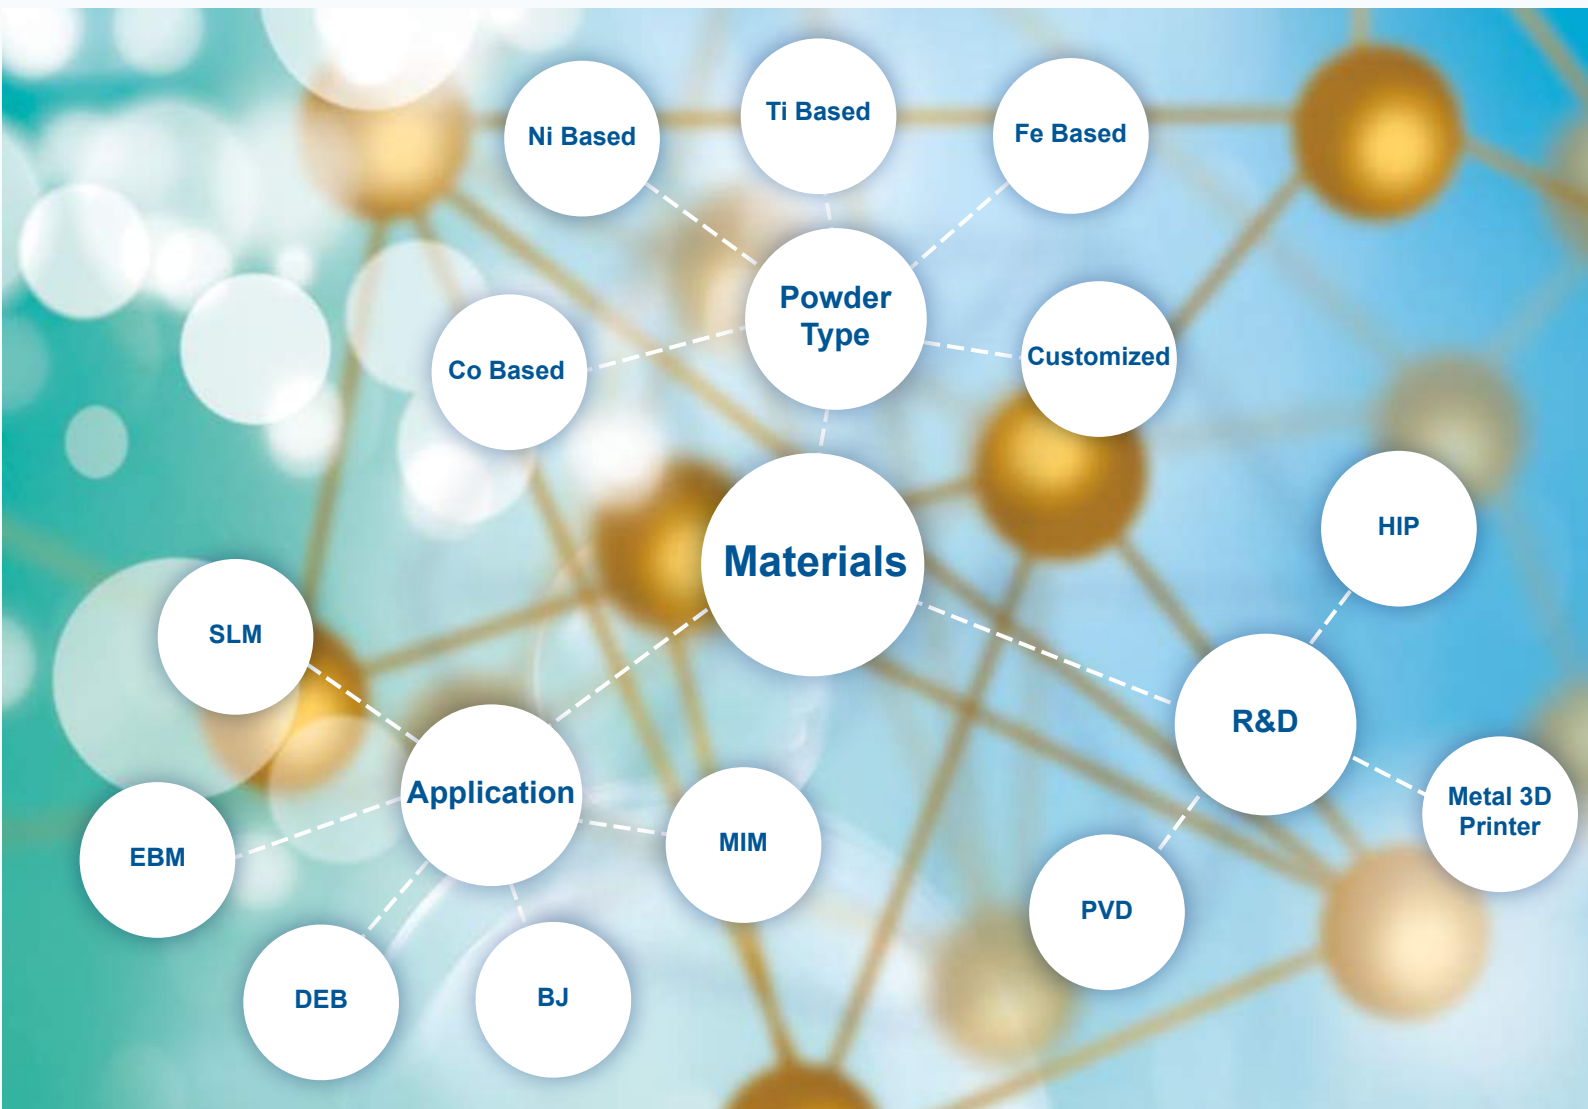 Ti Based
Ni Based
Fe Based
Powder
Type
Co Based
Customized
Materials
HIP
SLM
R&D
Application
Metal 3D
Printer
MIM
EBM
PVD
DEB
BJ